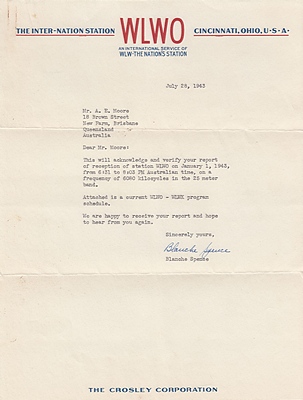 THE INTER-NATION STATION WLWO CINCINNATI, OHIO, U·S·A·
AN INTERNATIONAL SERVICE OF
WLW-THE NATION'S STATION
July 28, 1943
Mr. A. E. Moore
18 Brown Street
New Farm, Brisbane
Queensland
Australia
Dear Mr. Moore:
This will acknowledge and verify your report
of reception of station WLWO on January 1, 1943,
from 8:31 to 9:03 PM Australian time, on a
frequency of 6080 kilocycles in the 25 meter
band.
Attached is a current WLWO - WLWK program
schedule.
We are happy to receive your report and hope
to hear from you again.
Sincerely yours,
Blanche Spence
Blanche Spence
THE CROSLEY CORPORATION